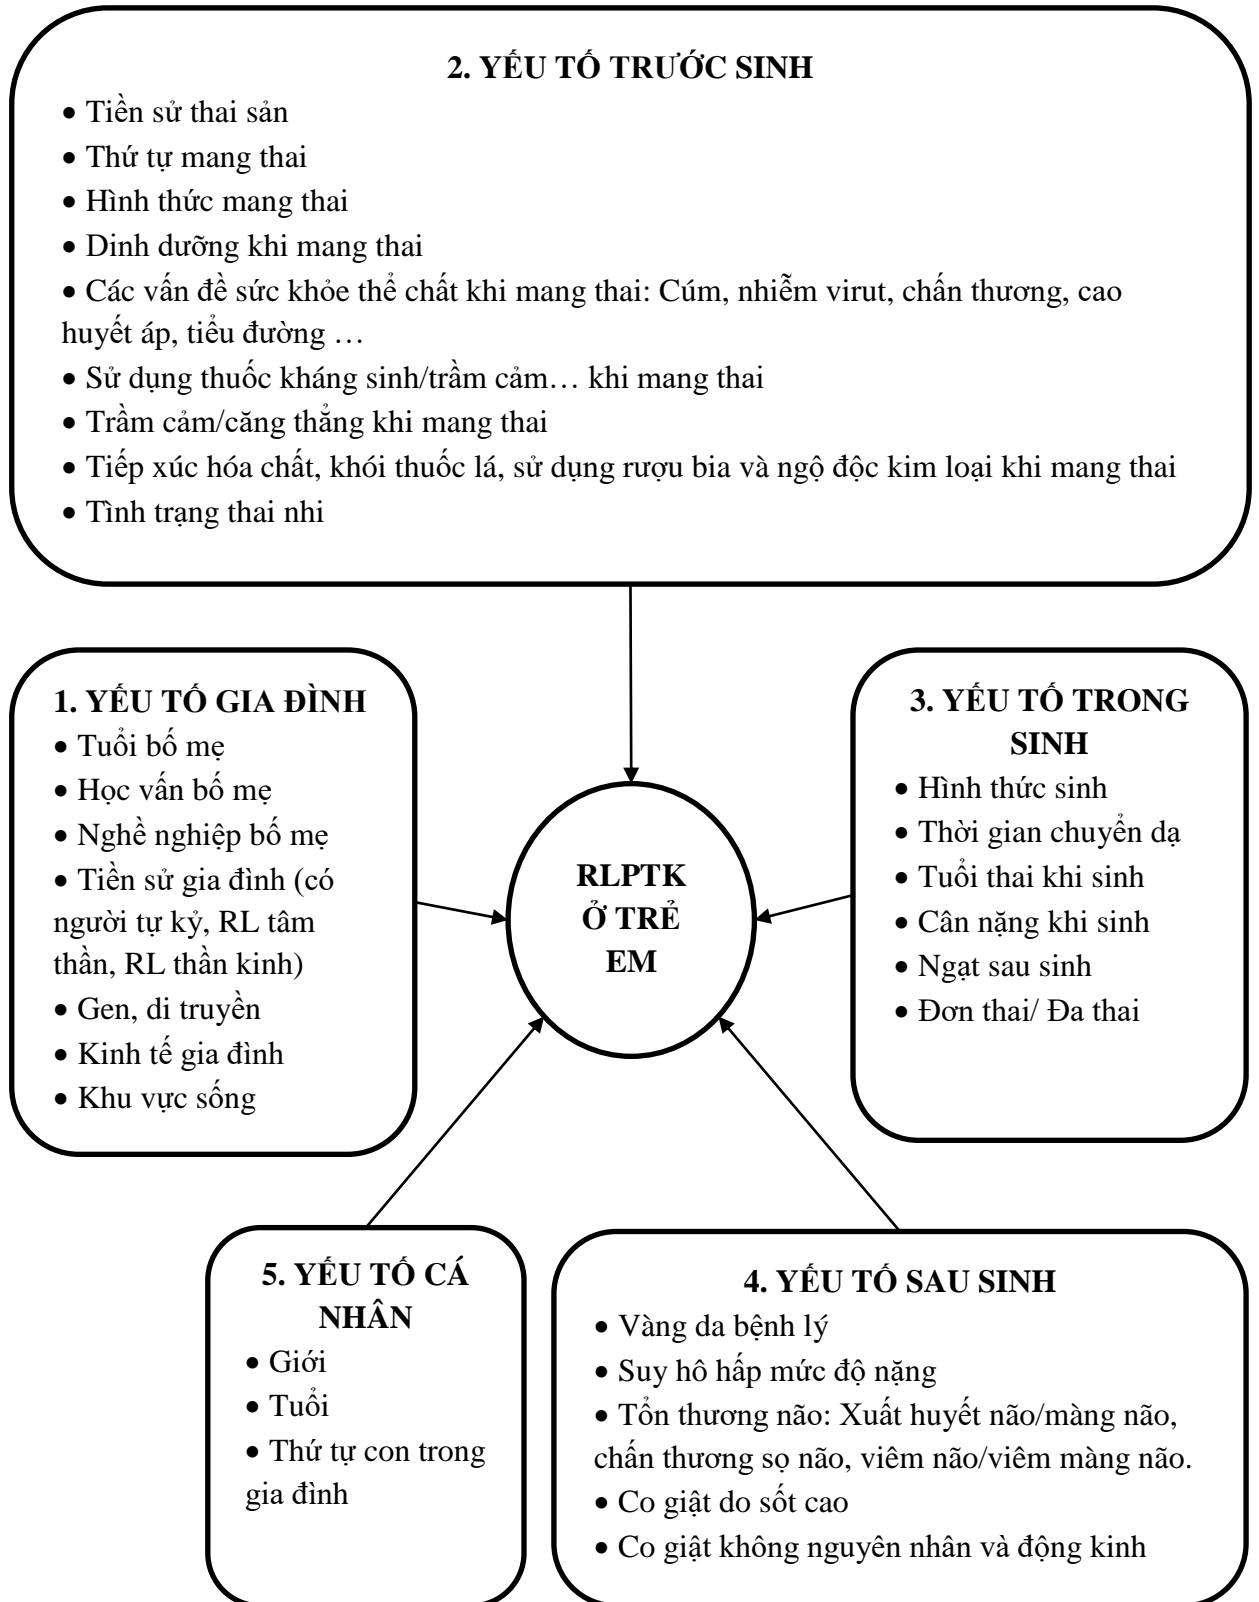 2. YẾU TỐ TRƯỚC SINH
• Tiền sử thai sản
• Thứ tự mang thai
• Hình thức mang thai
• Dinh dưỡng khi mang thai
• Các vấn đề sức khỏe thể chất khi mang thai: Cúm, nhiễm virut, chấn thương, cao
huyết áp, tiểu đường …
• Sử dụng thuốc kháng sinh/trầm cảm… khi mang thai
• Trầm cảm/căng thẳng khi mang thai
• Tiếp xúc hóa chất, khói thuốc lá, sử dụng rượu bia và ngộ độc kim loại khi mang thai
• Tình trạng thai nhi
1. YẾU TỐ GIA ĐÌNH
• Tuổi bố mẹ
• Học vấn bố mẹ
• Nghề nghiệp bố mẹ
• Tiền sử gia đình (có
người tự kỷ, RL tâm
thần, RL thần kinh)
• Gen, di truyền
• Kinh tế gia đình
• Khu vực sống
RLPTK
Ở TRẺ
EM
3. YẾU TỐ TRONG
SINH
• Hình thức sinh
• Thời gian chuyển dạ
• Tuổi thai khi sinh
• Cân nặng khi sinh
• Ngạt sau sinh
• Đơn thai/ Đa thai
5. YẾU TỐ CÁ
NHÂN
• Giới
• Tuổi
• Thứ tự con trong
gia đình
4. YẾU TỐ SAU SINH
• Vàng da bệnh lý
• Suy hô hấp mức độ nặng
• Tổn thương não: Xuất huyết não/màng não,
chấn thương sọ não, viêm não/viêm màng não.
• Co giật do sốt cao
• Co giật không nguyên nhân và động kinh